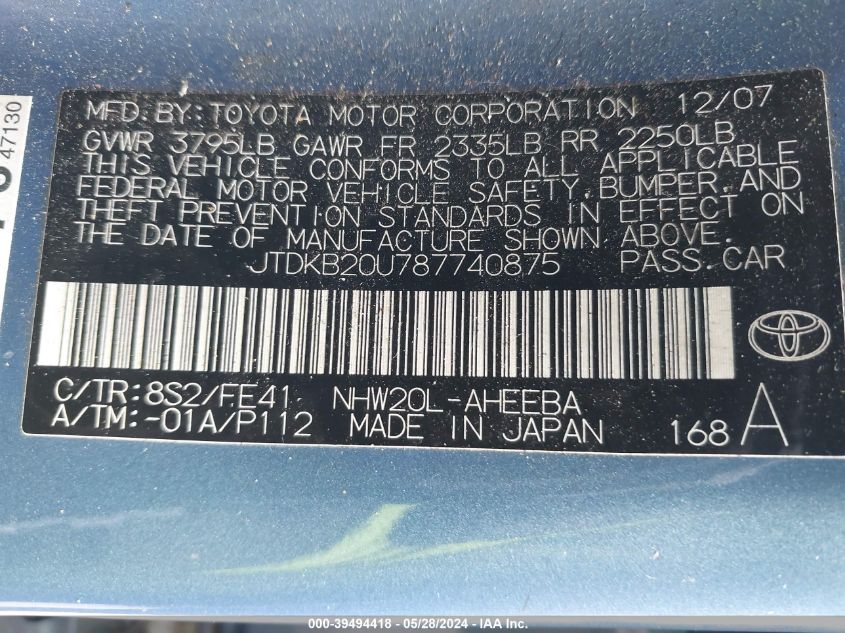 47130
MFD.BY:TOYOTA MOTOR CORPORATION 12/07
GVWR 3795LB GAWR FR 2335LB RR 2250LB
THIS VEHICLE CONFORMS TO ALL APPLICABLE
FEDERAL MOTOR VEHICLE SAFETY,BUMPER,AND
THEFT PREVENTION STANDARDS IN EFFECT ON
THE DATE OF MANUFACTURE SHOWN ABOVE.
JTDKB20U787740875 PASS.CAR
C/TR:8S2/FE41 NHW20L-AHEEBA
A/TM:-01A/P112 MADE IN JAPAN 168 A
000-39494418 - 05/28/2024 - IAA Inc.